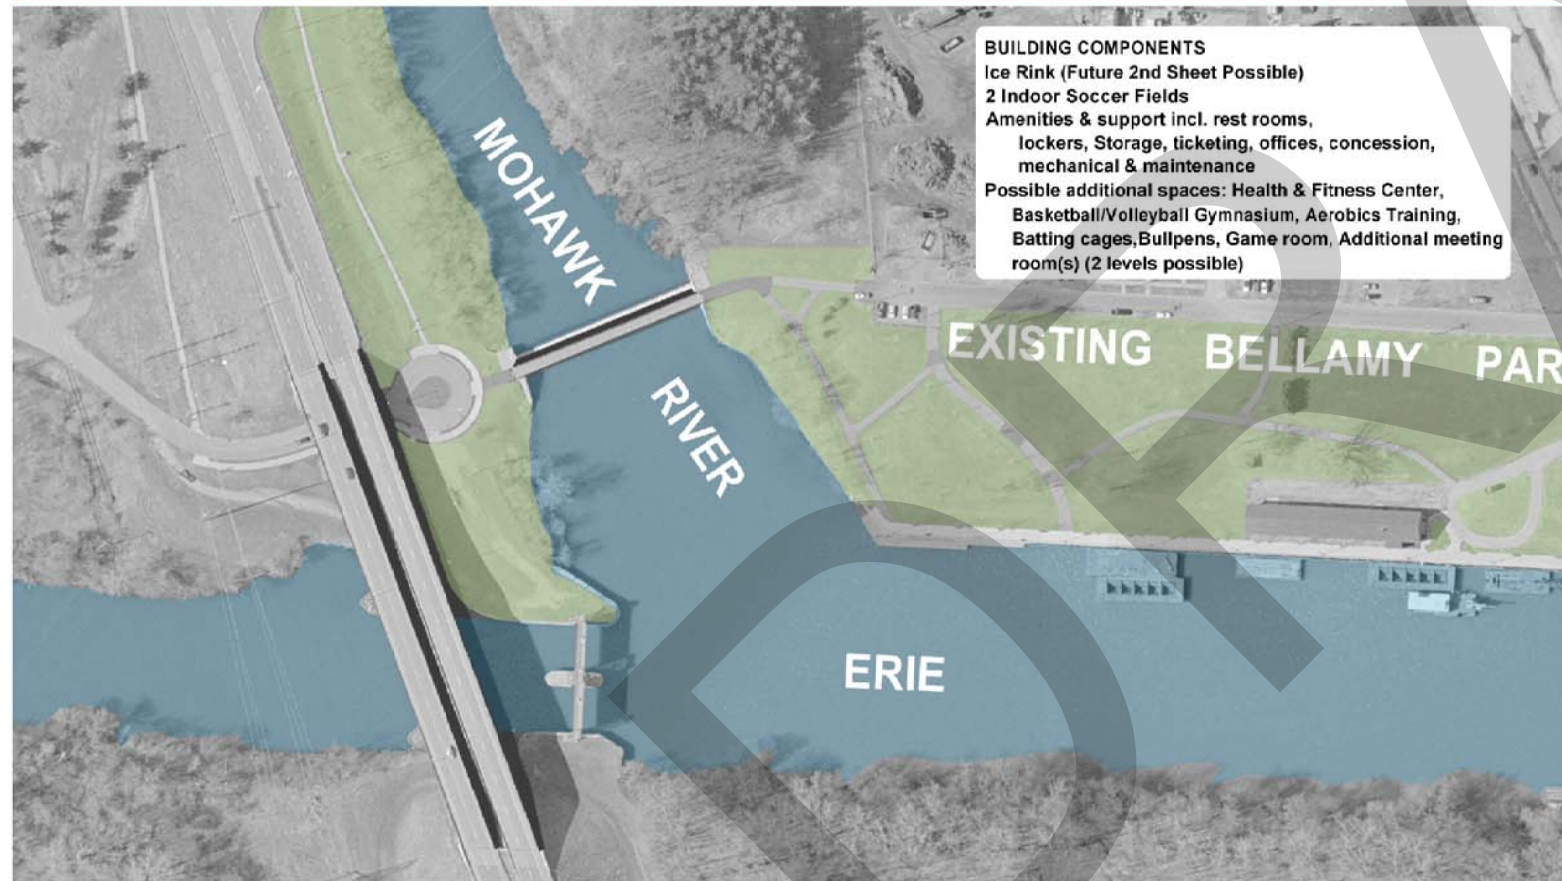 BUILDING COMPONENTS
Ice Rink (Future 2nd Sheet Possible)
2 Indoor Soccer Fields
Amenities & support incl. rest rooms,
lockers, Storage, ticketing, offices, concession,
mechanical & maintenance
Possible additional spaces: Health & Fitness Center,
Basketball/Volleyball Gymnasium, Aerobics Training,
Batting cages,Bullpens, Game room, Additional meeting
room(s) (2 levels possible)
MOHAWK
RIVER
EXISTING BELLAMY PAR
ERIE